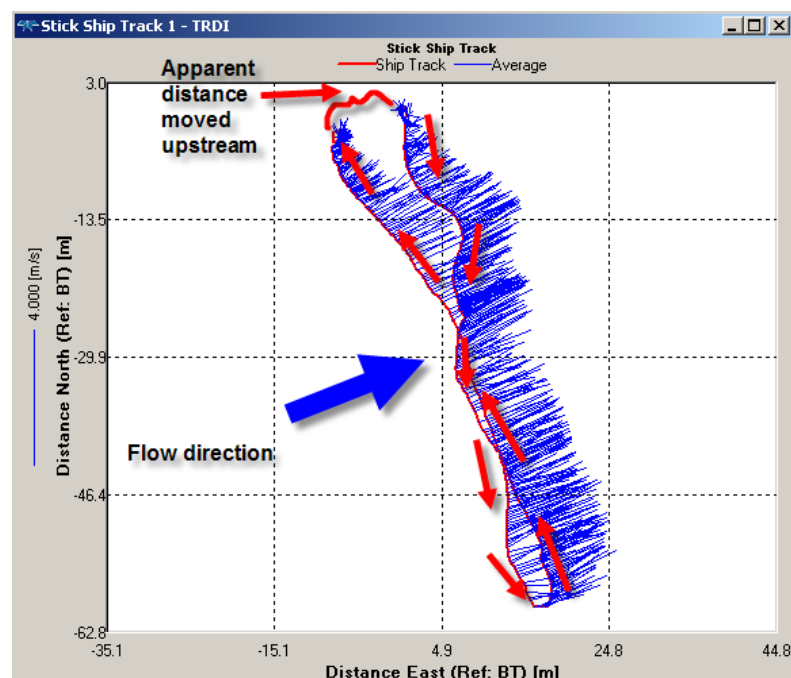 Stick Ship Track 1 - TRDI
Stick Ship Track
Ship Track Average
Apparent
distance
moved
upstream
3.0
-13.5
-29.9
-46.4
-62.8
4.000 [m/s]
Distance North (Ref: BT) [m]
Flow direction
-35.1 -15.1 4.9 24.8 44.8
Distance East (Ref: BT) [m]